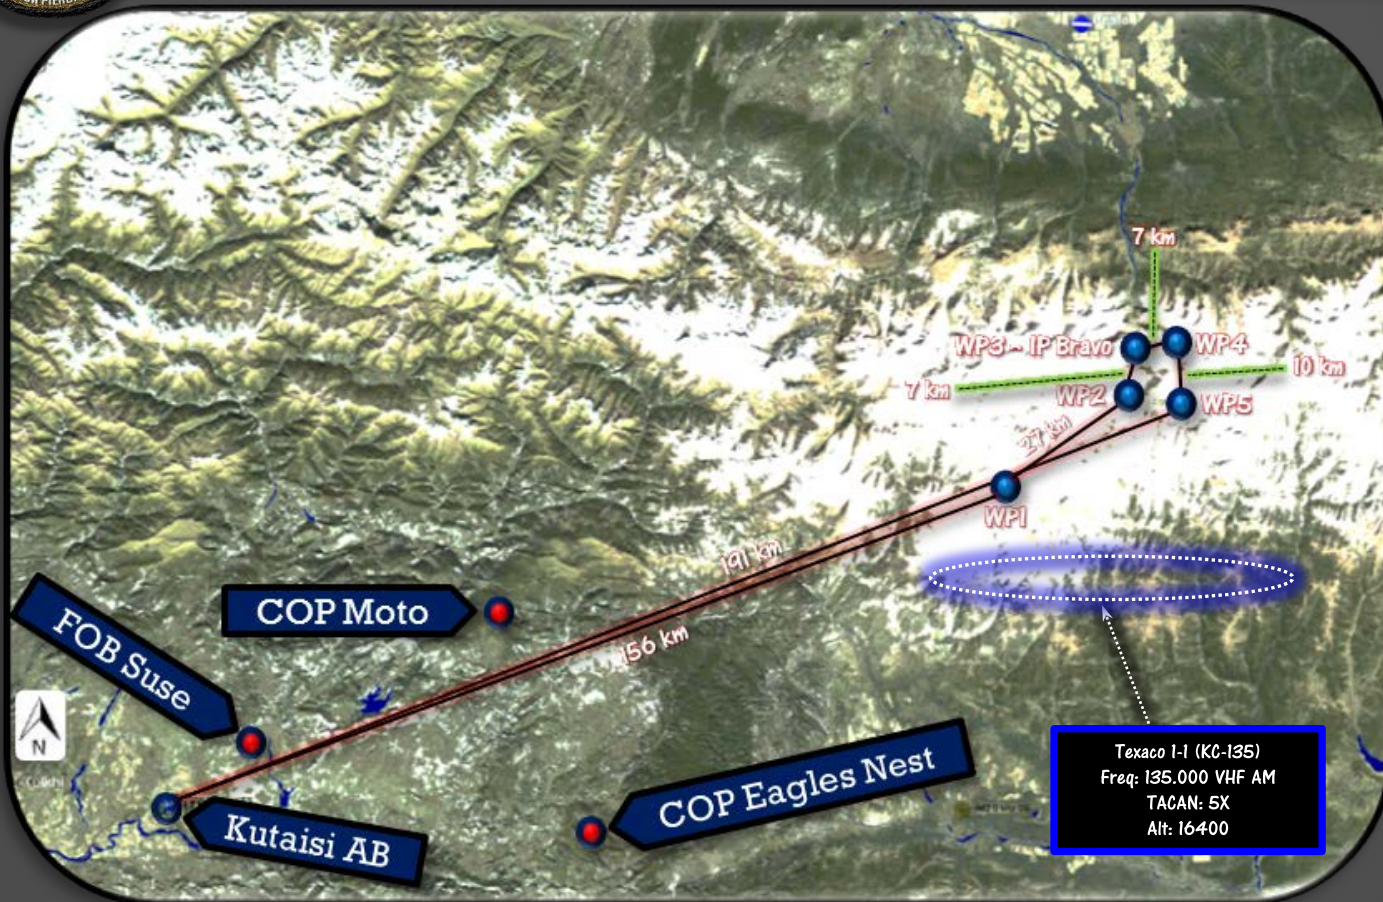 7 km
WP3 - IP Bravo
WP4
10 km
7 km
WP2
WP5
27 km
WP1
191 km
156 km
COP Moto
FOB Suse
N
COP Eagles Nest
Kutaisi AB
Texaco 1-1 (KC-135)
Freq: 135.000 VHF AM
TACAN: 5X
Alt: 16400